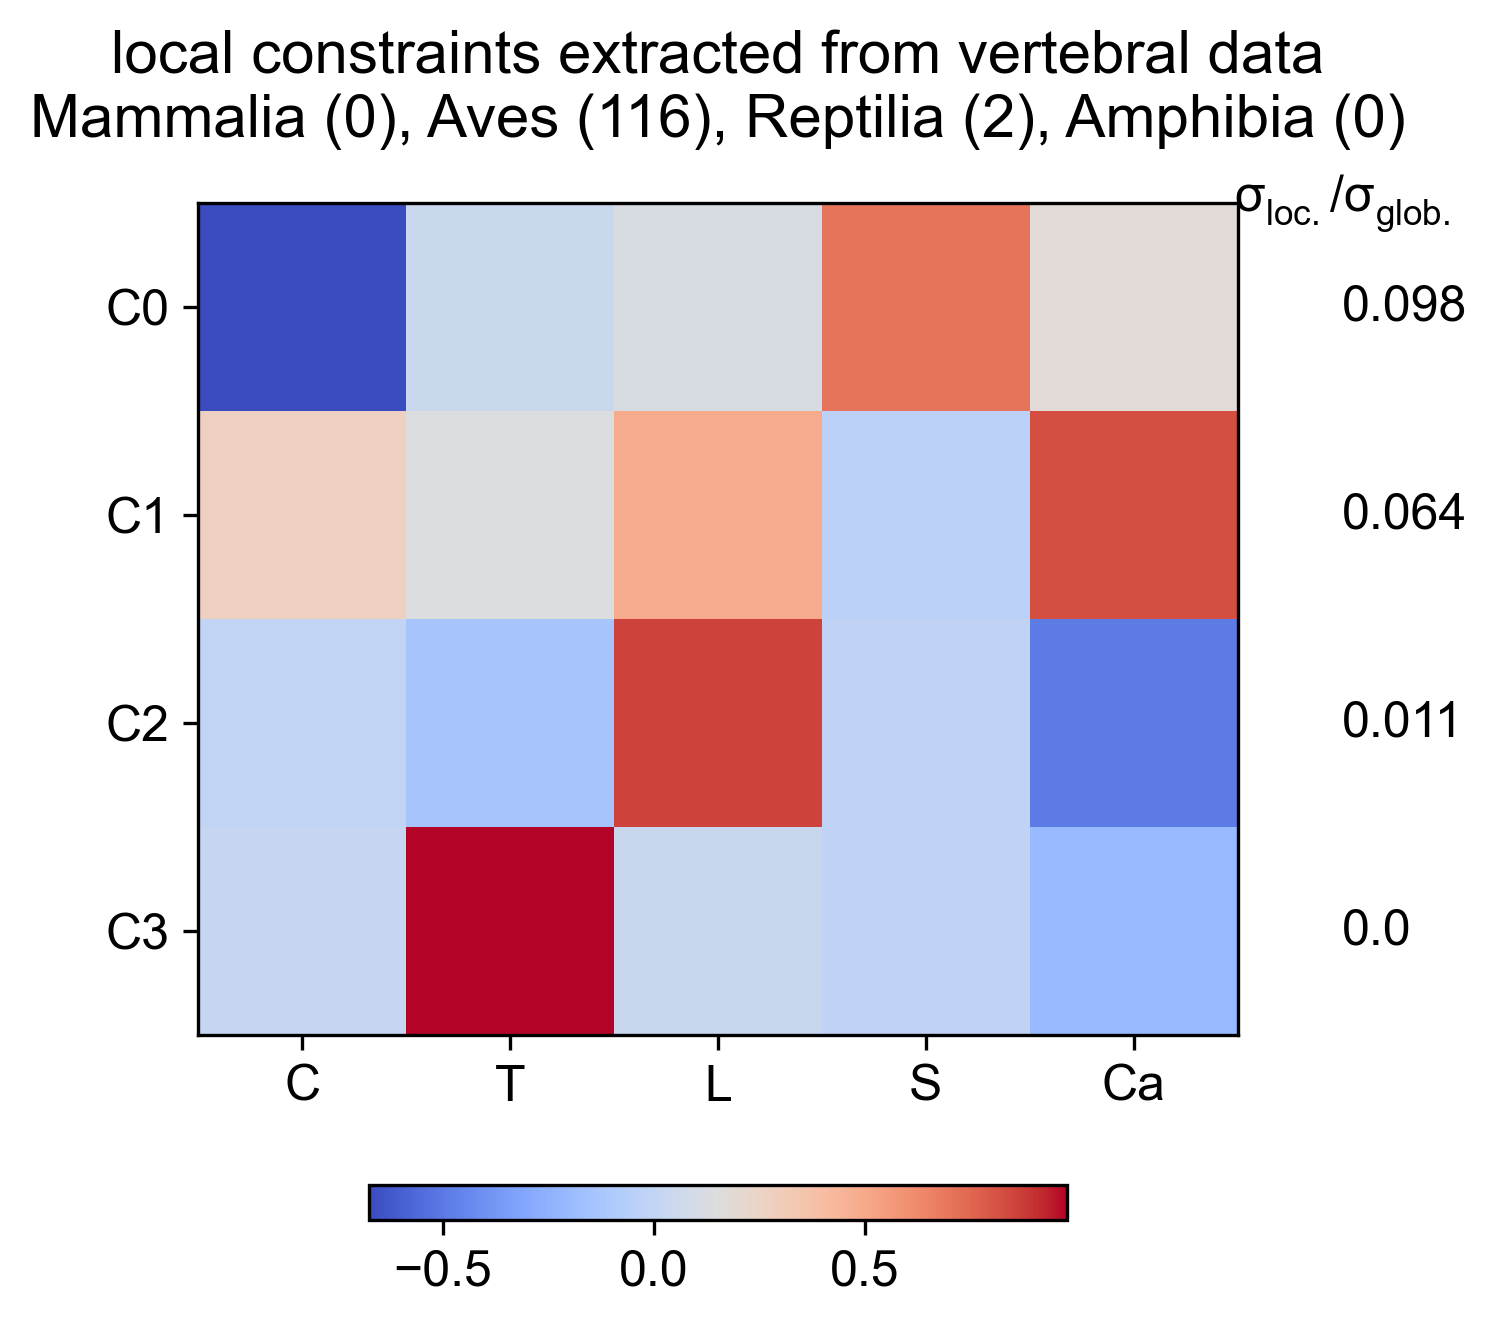 local constraints extracted from vertebral data
Mammalia (0), Aves (116), Reptilia (2), Amphibia (0)
σloc. /σglob.
C0 0.098
C1 0.064
C2 0.011
C3 0.0
C T L S Ca
−0.5 0.0 0.5